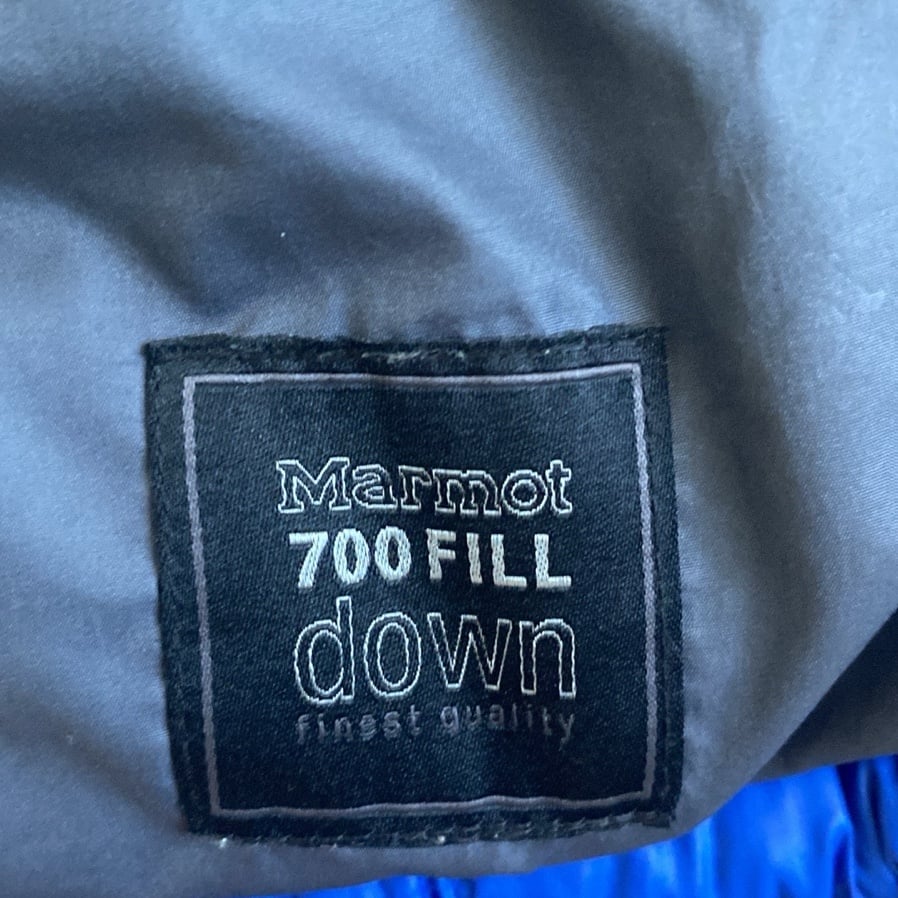 Marmot
700 FILL
down
finest quality